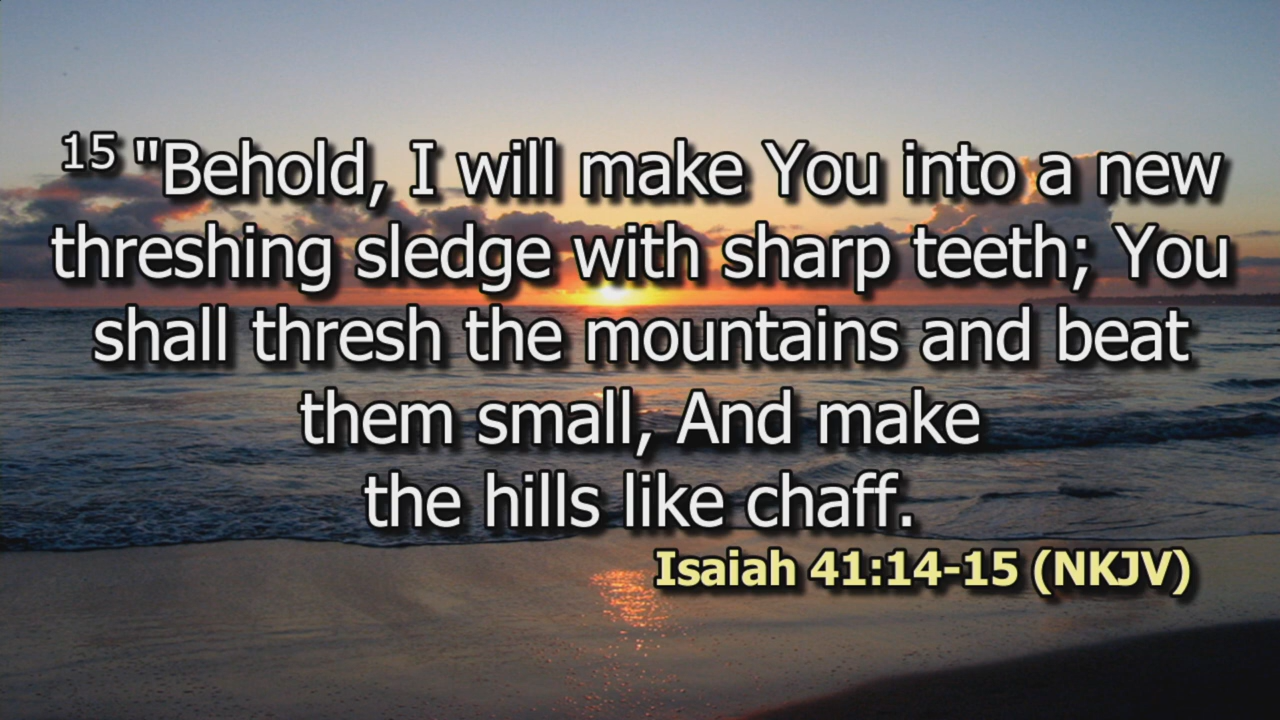 15 "Behold, I will make You into a new
threshing sledge with sharp teeth; You
shall thresh the mountains and beat
them small, And make
the hills like chaff.
Isaiah 41:14-15 (NKJV)